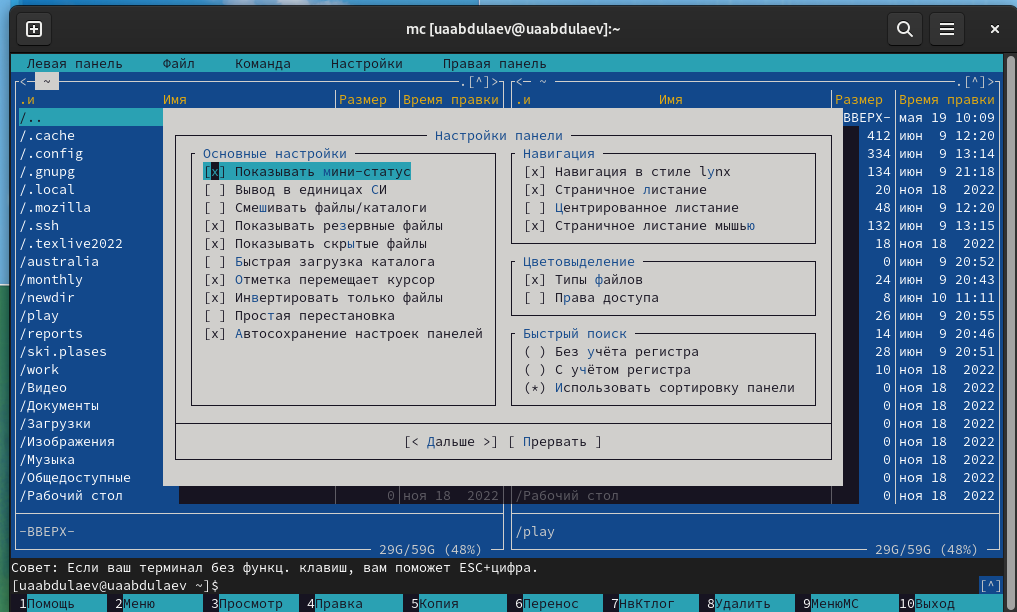 mc [uaabdulaev@uaabdulaev]:~
Левая панель Файл Команда Настройки Правая панель
<- ~ .[^]> <- ~ .[^]>
.и Имя Размер Время правки .и Имя Размер Время правки
/.. ВВЕРХ- мая 19 10:09
/.cache Настройки панели 412 июн 9 12:20
/.config Основные настройки Навигация 334 июн 9 13:14
/.gnupg [x] Показывать мини-статус [x] Навигация в стиле lynx 134 июн 9 21:18
/.local [ ] Вывод в единицах СИ [x] Страничное листание 20 ноя 18 2022
/.mozilla [ ] Смешивать файлы/каталоги [ ] Центрированное листание 48 июн 9 12:20
/.ssh [x] Показывать резервные файлы [x] Страничное листание мышью 132 июн 9 13:15
/.texlive2022 [x] Показывать скрытые файлы 18 ноя 18 2022
/australia [ ] Быстрая загрузка каталога Цветовыделение 0 июн 9 20:52
/monthly [x] Отметка перемещает курсор [x] Типы файлов 24 июн 9 20:43
/newdir [x] Инвертировать только файлы [ ] Права доступа 8 июн 10 11:11
/play [ ] Простая перестановка 26 июн 9 20:55
/reports [x] Автосохранение настроек панелей Быстрый поиск 14 июн 9 20:46
/ski.plases ( ) Без учёта регистра 28 июн 9 20:51
/work ( ) С учётом регистра 10 ноя 18 2022
/Видео (*) Использовать сортировку панели 0 ноя 18 2022
/Документы 0 ноя 18 2022
/Загрузки 0 ноя 18 2022
/Изображения [< Дальше >] [ Прервать ] 0 ноя 18 2022
/Музыка 0 ноя 18 2022
/Общедоступные 0 ноя 18 2022
/Рабочий стол 0 ноя 18 2022 /Рабочий стол 0 ноя 18 2022
-ВВЕРХ- /play
29G/59G (48%) 29G/59G (48%)
Совет: Если ваш терминал без функц. клавиш, вам поможет ESC+цифра.
[uaabdulaev@uaabdulaev ~]$ [^]
1Помощь 2Меню 3Просмотр 4Правка 5Копия 6Перенос 7НвКтлог 8Удалить 9МенюMC 10Выход